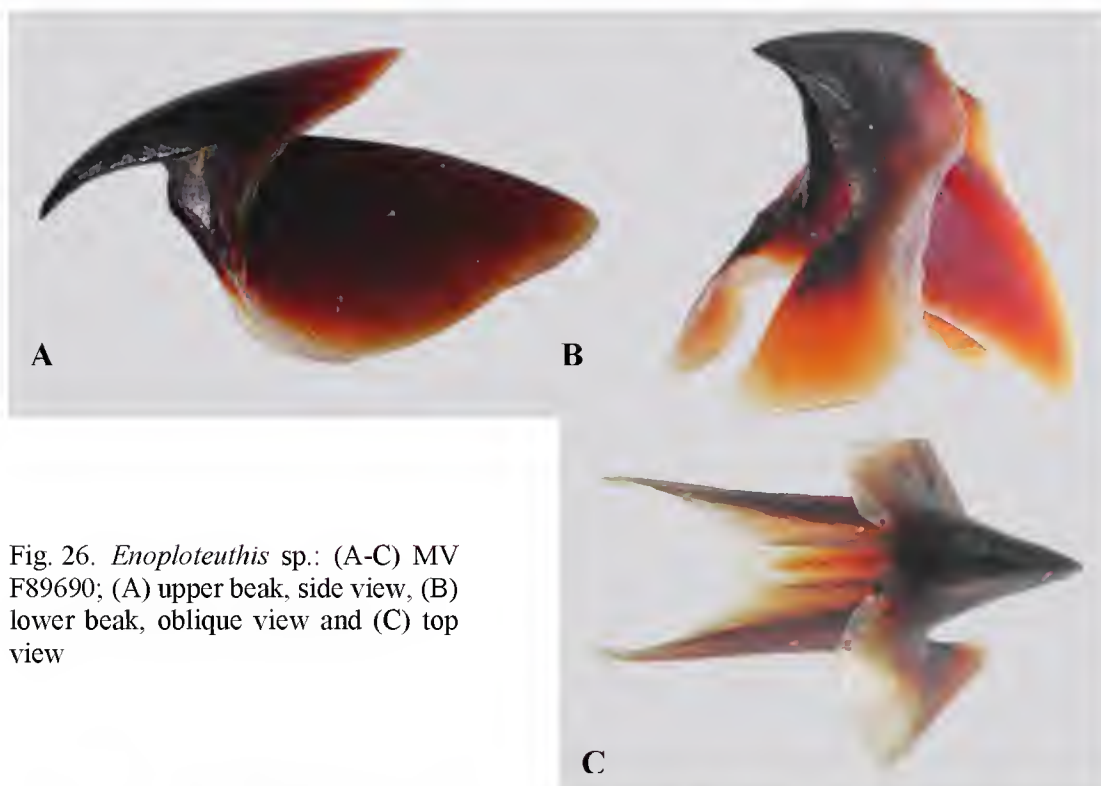 A
B
Fig. 26. Enoploteuthis sp.: (A-C) MV
F89690; (A) upper beak, side view, (B)
lower beak, oblique view and (C) top
view
C